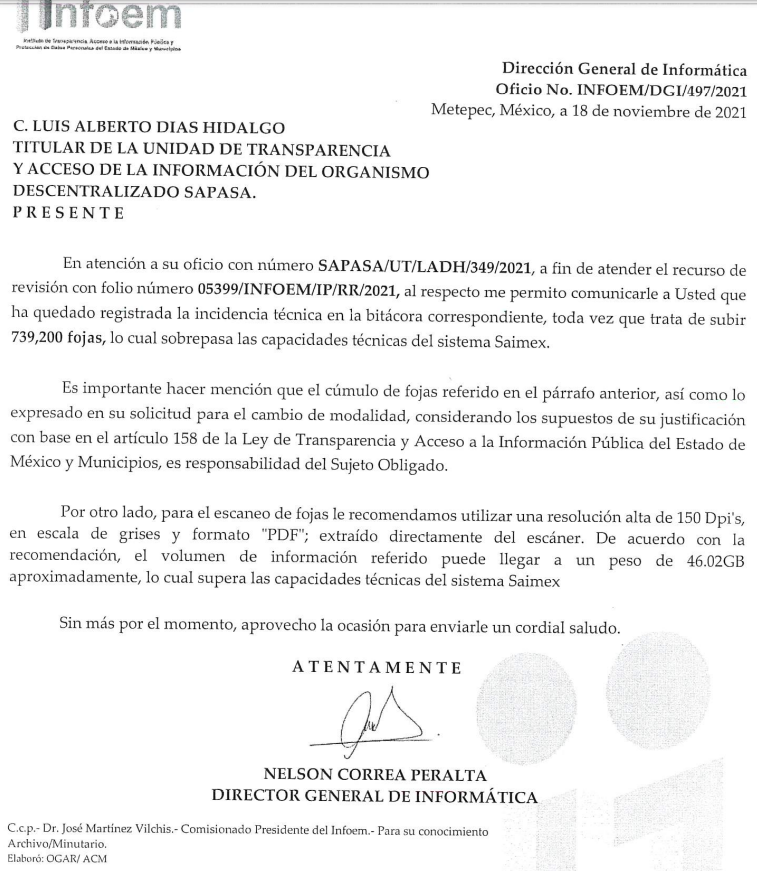 infoem
Instituto de Transparencia, Acceso a la Información Pública y
Protección de Datos Personales del Estado de México y Municipios
Dirección General de Informática
Oficio No. INFOEM/DGI/497/2021
Metepec, México, a 18 de noviembre de 2021
C. LUIS ALBERTO DIAS HIDALGO
TITULAR DE LA UNIDAD DE TRANSPARENCIA
Y ACCESO DE LA INFORMACIÓN DEL ORGANISMO
DESCENTRALIZADO SAPASA.
P R E S E N T E
En atención a su oficio con número SAPASA/UT/LADH/349/2021, a fin de atender el recurso de
revisión con folio número 05399/INFOEM/IP/RR/2021, al respecto me permito comunicarle a Usted que
ha quedado registrada la incidencia técnica en la bitácora correspondiente, toda vez que trata de subir
739,200 fojas, lo cual sobrepasa las capacidades técnicas del sistema Saimex.
Es importante hacer mención que el cúmulo de fojas referido en el párrafo anterior, así como lo
expresado en su solicitud para el cambio de modalidad, considerando los supuestos de su justificación
con base en el artículo 158 de la Ley de Transparencia y Acceso a la Información Pública del Estado de
México y Municipios, es responsabilidad del Sujeto Obligado.
Por otro lado, para el escaneo de fojas le recomendamos utilizar una resolución alta de 150 Dpi's,
en escala de grises y formato "PDF"; extraído directamente del escáner. De acuerdo con la
recomendación, el volumen de información referido puede llegar a un peso de 46.02GB
aproximadamente, lo cual supera las capacidades técnicas del sistema Saimex
Sin más por el momento, aprovecho la ocasión para enviarle un cordial saludo.
A T E N T A M E N T E
NELSON CORREA PERALTA
DIRECTOR GENERAL DE INFORMÁTICA
C.c.p.- Dr. José Martínez Vilchis.- Comisionado Presidente del Infoem.- Para su conocimiento
Archivo/Minutario.
Elaboró: OGAR/ ACM